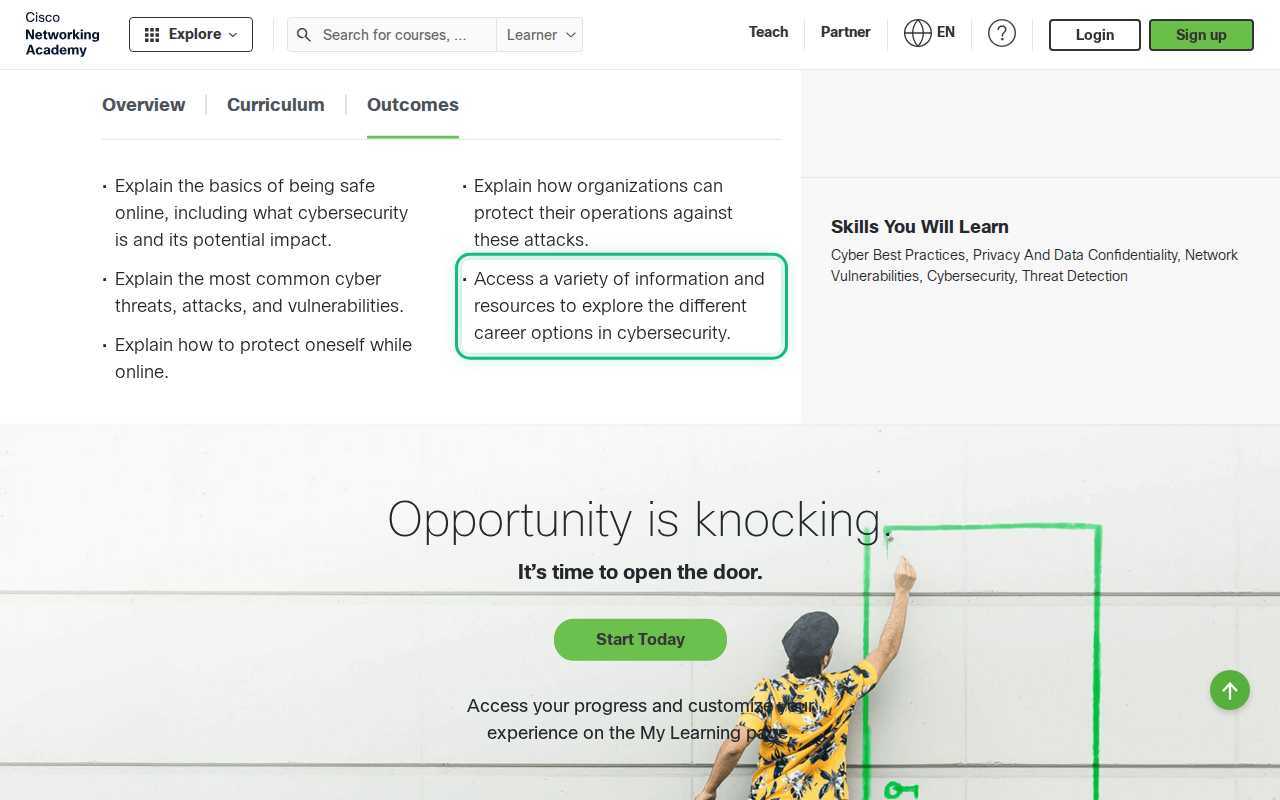 Cisco
Networking
Academy
Explore
Search for courses, ...
Learner
Teach
Partner
EN
Login
Sign up
Overview
Curriculum
Outcomes
· Explain the basics of being safe
online, including what cybersecurity
is and its potential impact.
· Explain the most common cyber
threats, attacks, and vulnerabilities.
· Explain how to protect oneself while
online.
· Explain how organizations can
protect their operations against
these attacks.
· Access a variety of information and
resources to explore the different
career options in cybersecurity.
Skills You Will Learn
Cyber Best Practices, Privacy And Data Confidentiality, Network
Vulnerabilities, Cybersecurity, Threat Detection
Opportunity is knocking.
It’s time to open the door.
Start Today
Access your progress and customize your
experience on the My Learning page.